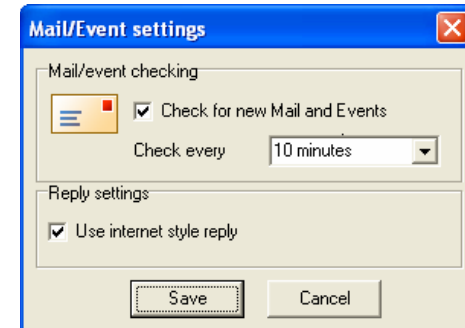 Mail/Event settings
Mail/event checking
Check for new Mail and Events
Check every 10 minutes
Reply settings
Use internet style reply
Save Cancel